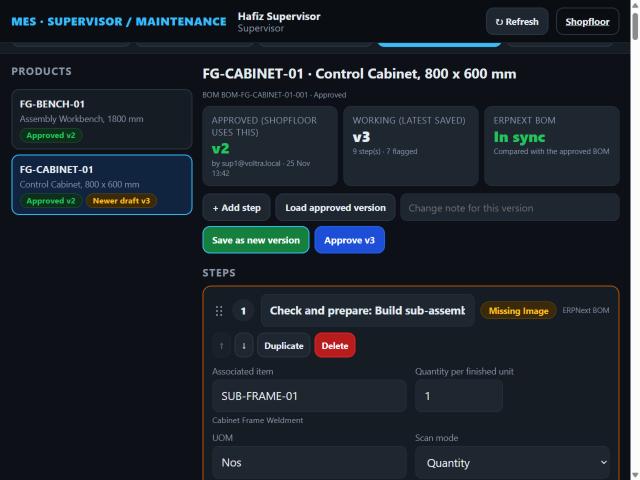 MES · SUPERVISOR / MAINTENANCE
Hafiz Supervisor
Supervisor
↻ Refresh
Shopfloor
PRODUCTS
FG-BENCH-01
Assembly Workbench, 1800 mm
Approved v2
FG-CABINET-01
Control Cabinet, 800 x 600 mm
Approved v2
Newer draft v3
FG-CABINET-01 · Control Cabinet, 800 x 600 mm
BOM BOM-FG-CABINET-01-001 · Approved
APPROVED (SHOPFLOOR
USES THIS)
v2
by sup1@voltra.local · 25 Nov
13:42
WORKING (LATEST SAVED)
v3
9 step(s) · 7 flagged
ERPNEXT BOM
In sync
Compared with the approved BOM
+ Add step
Load approved version
Change note for this version
Save as new version
Approve v3
STEPS
1
Check and prepare: Build sub-assemb
Missing Image
ERPNext BOM
↑
↓
Duplicate
Delete
Associated item
Quantity per finished unit
SUB-FRAME-01
1
Cabinet Frame Weldment
UOM
Scan mode
Nos
Quantity